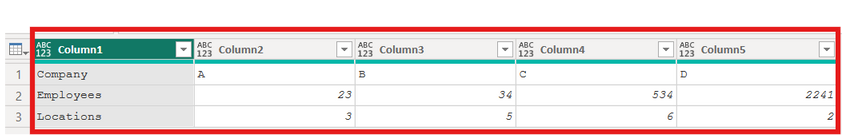 ABC 123 Column1 ABC 123 Column2 ABC 123 Column3 ABC 123 Column4 ABC 123 Column5
1 Company A B C D
2 Employees 23 34 534 2241
3 Locations 3 5 6 2